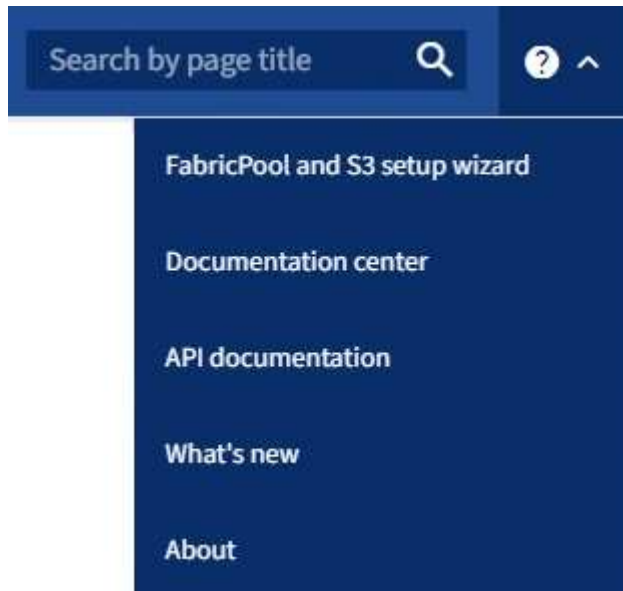 Search by page title
FabricPool and S3 setup wizard
Documentation center
API documentation
What's new
About